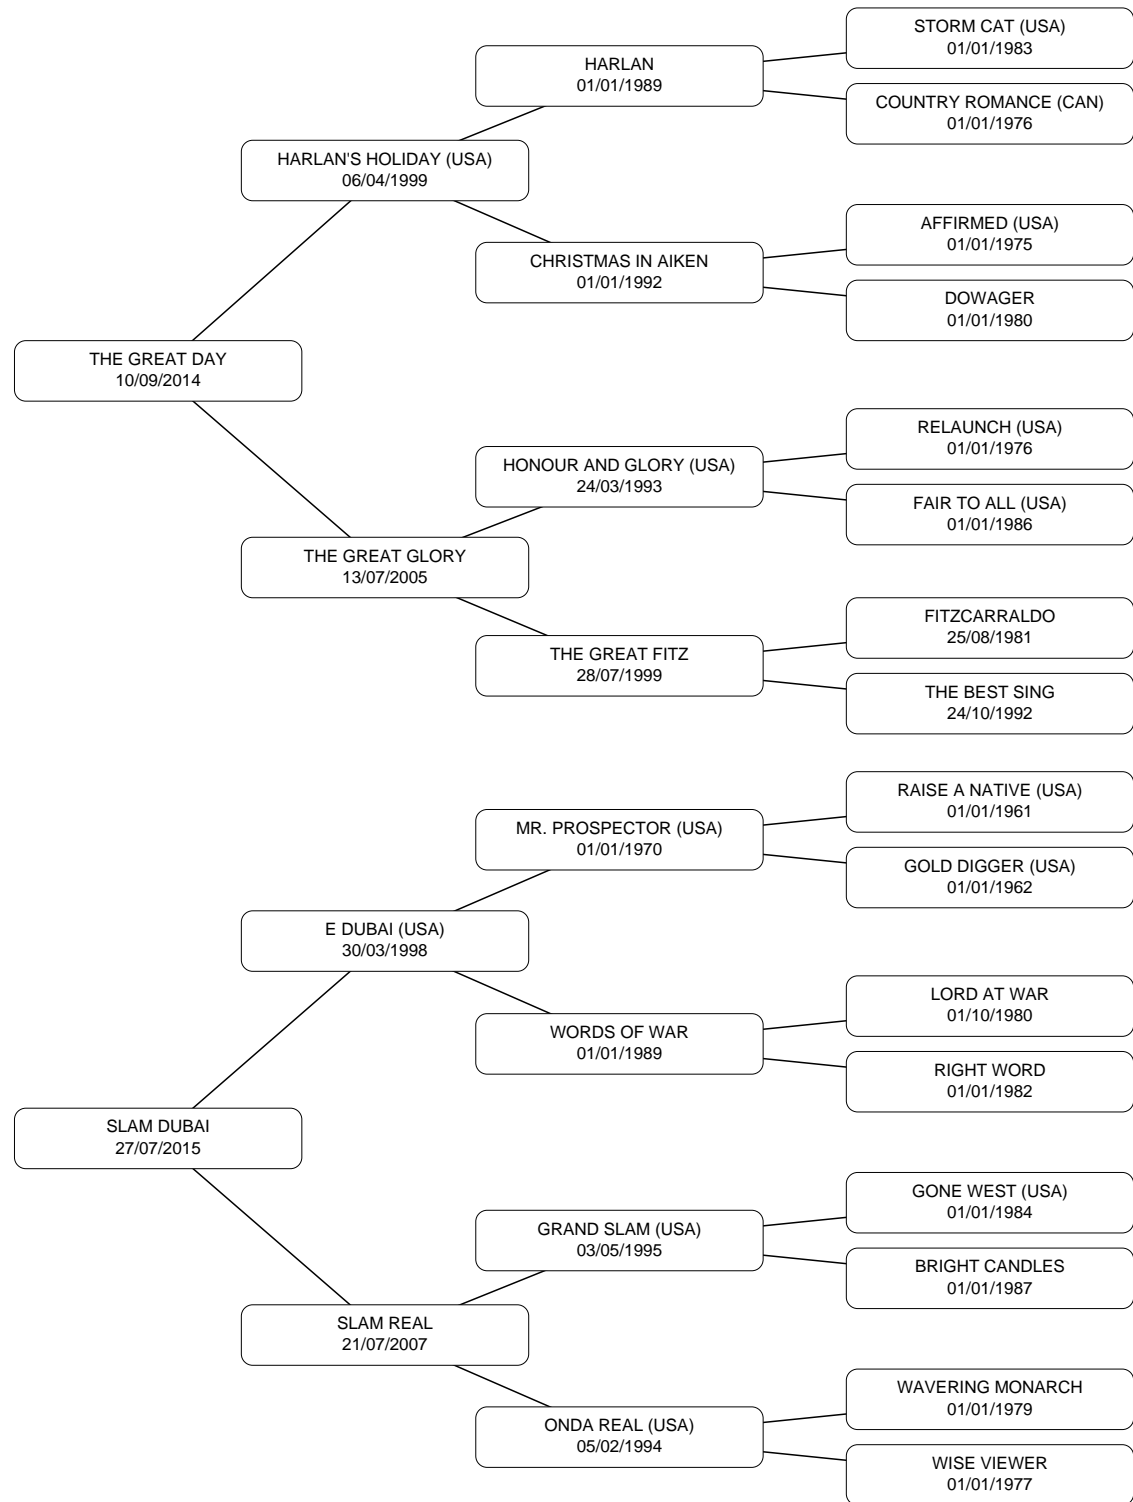 STORM CAT (USA)
01/01/1983
HARLAN
01/01/1989
COUNTRY ROMANCE (CAN)
01/01/1976
HARLAN'S HOLIDAY (USA)
06/04/1999
AFFIRMED (USA)
01/01/1975
CHRISTMAS IN AIKEN
01/01/1992
DOWAGER
01/01/1980
THE GREAT DAY
10/09/2014
RELAUNCH (USA)
01/01/1976
HONOUR AND GLORY (USA)
24/03/1993
FAIR TO ALL (USA)
01/01/1986
THE GREAT GLORY
13/07/2005
FITZCARRALDO
25/08/1981
THE GREAT FITZ
28/07/1999
THE BEST SING
24/10/1992
RAISE A NATIVE (USA)
01/01/1961
MR. PROSPECTOR (USA)
01/01/1970
GOLD DIGGER (USA)
01/01/1962
E DUBAI (USA)
30/03/1998
LORD AT WAR
01/10/1980
WORDS OF WAR
01/01/1989
RIGHT WORD
01/01/1982
SLAM DUBAI
27/07/2015
GONE WEST (USA)
01/01/1984
GRAND SLAM (USA)
03/05/1995
BRIGHT CANDLES
01/01/1987
SLAM REAL
21/07/2007
WAVERING MONARCH
01/01/1979
ONDA REAL (USA)
05/02/1994
WISE VIEWER
01/01/1977